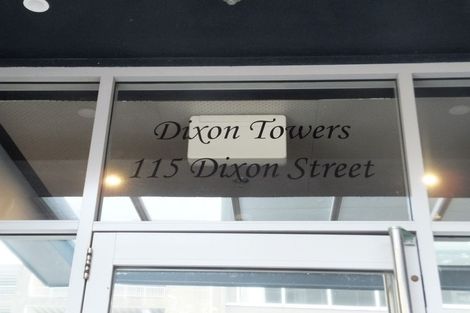 Dixon Towers
115 Dixon Street